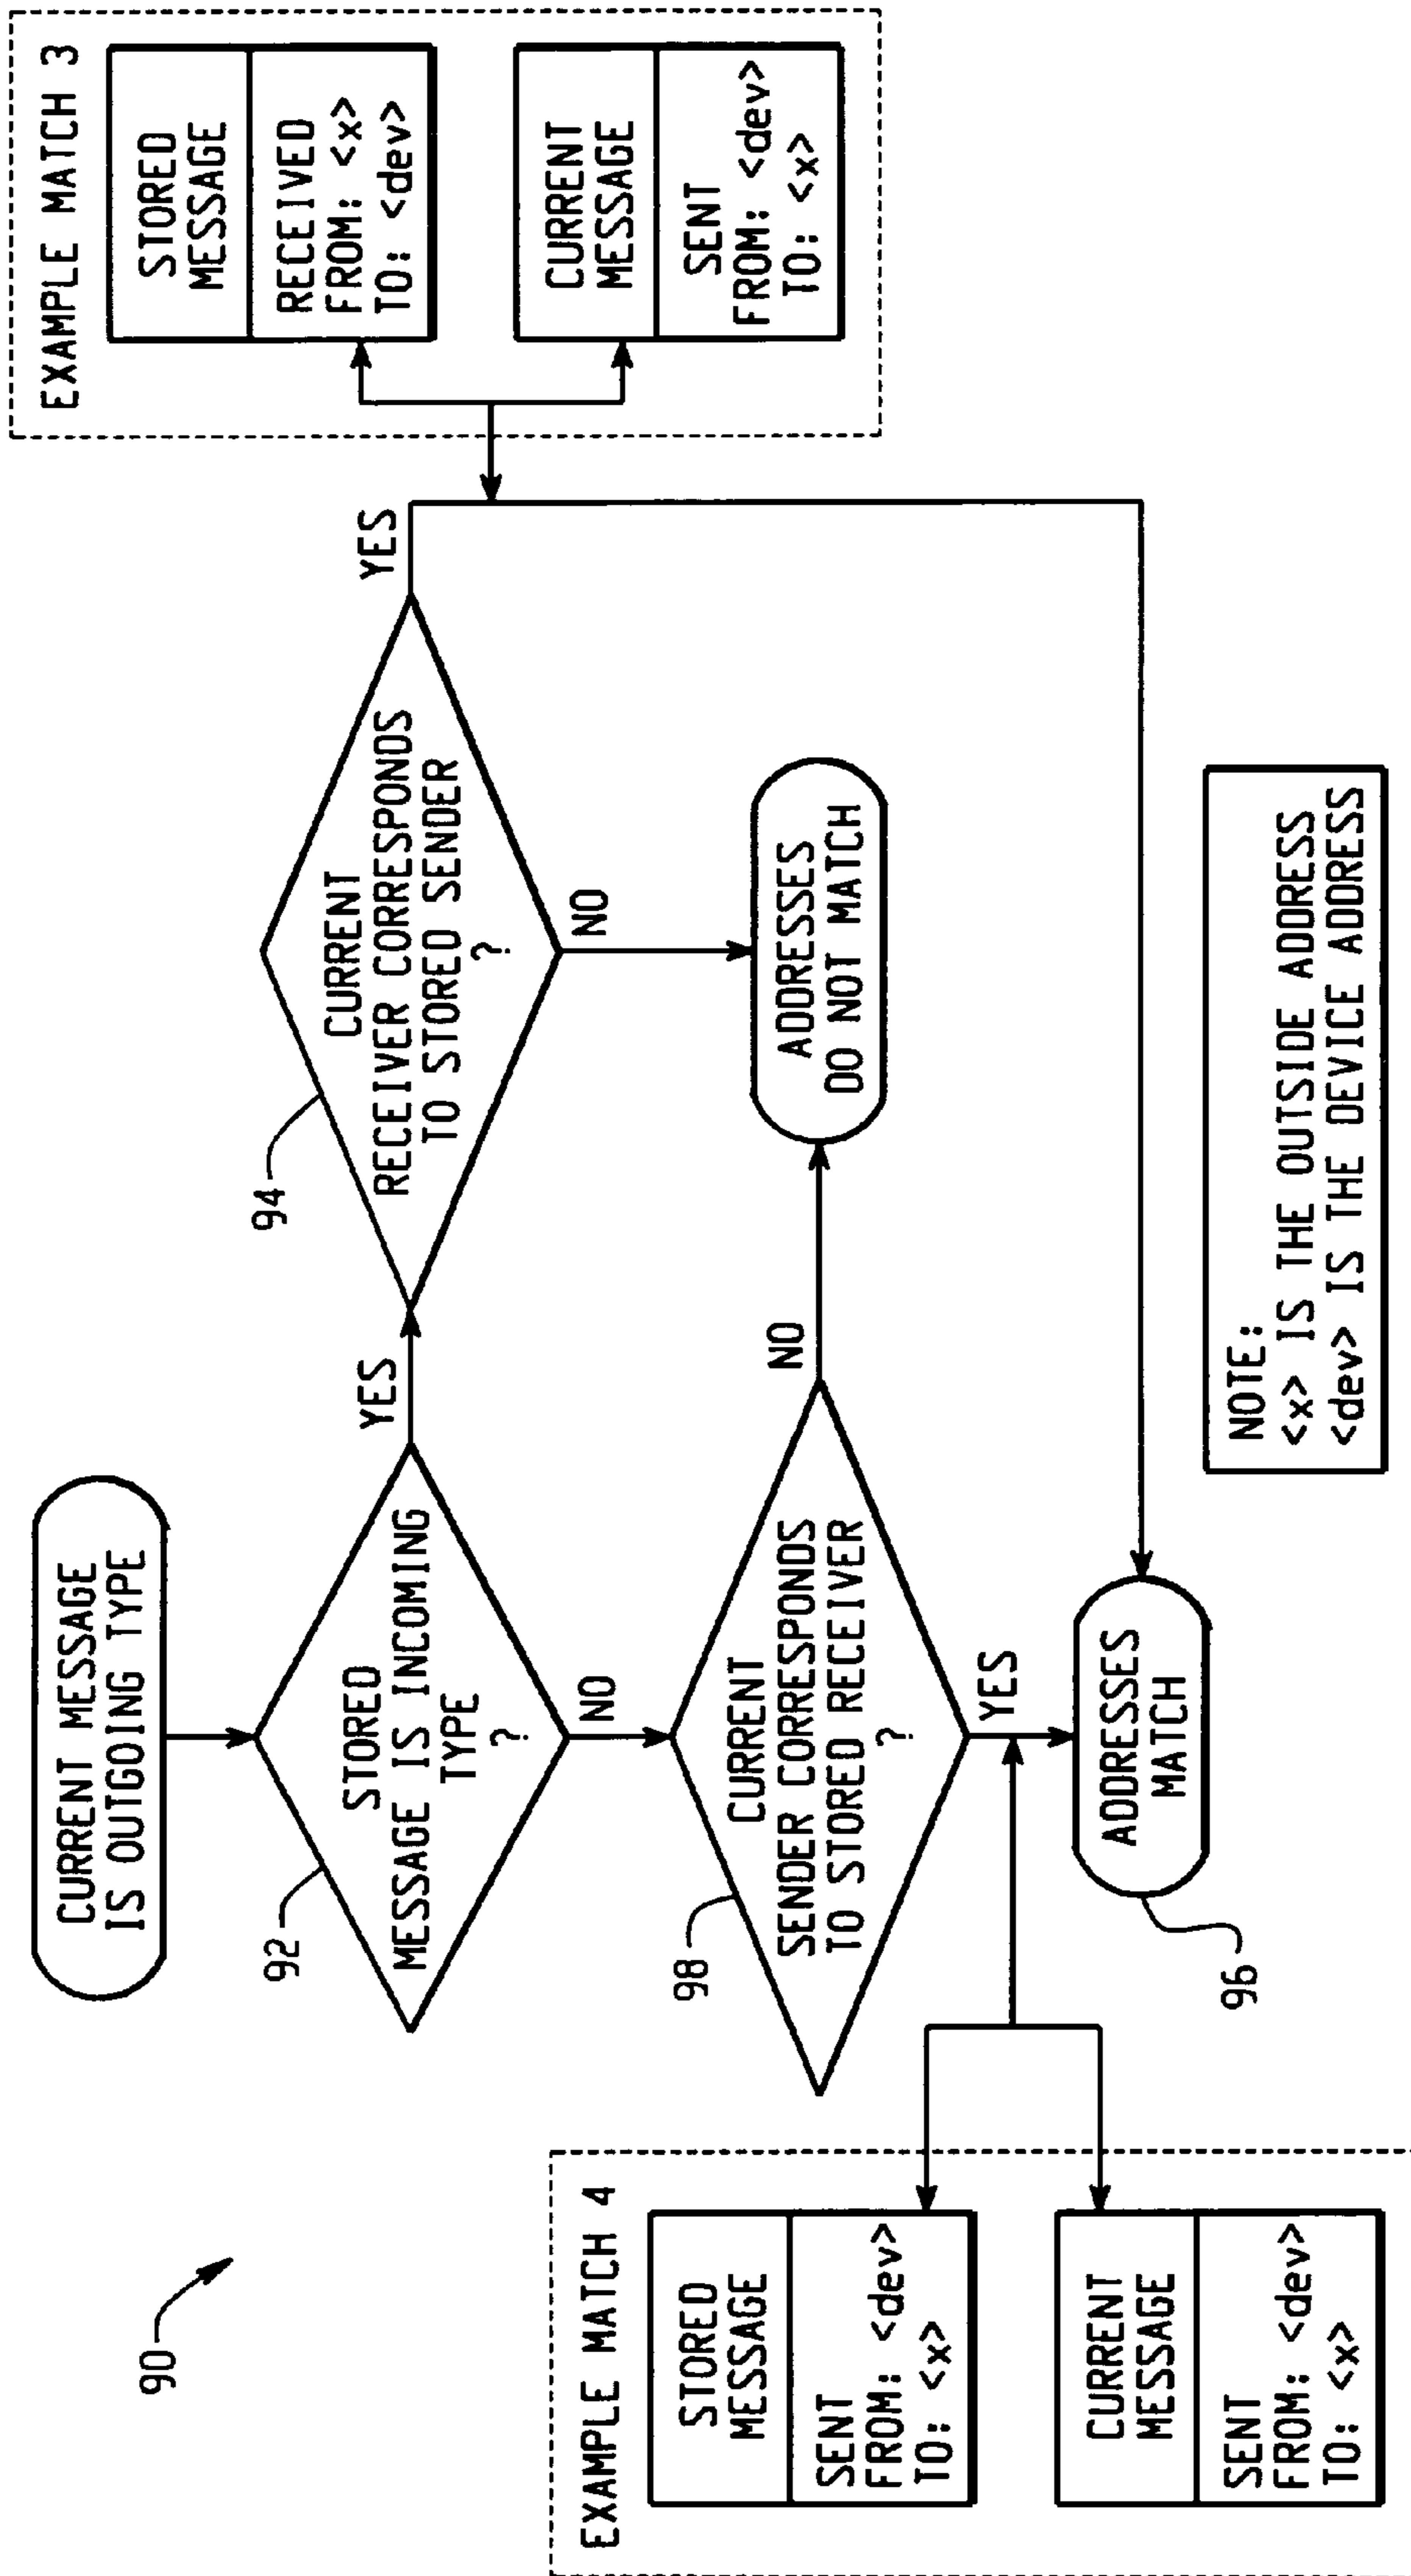 90
CURRENT MESSAGE
IS OUTGOING TYPE
92
STORED
MESSAGE IS INCOMING
TYPE
?
YES
NO
94
CURRENT
RECEIVER CORRESPONDS
TO STORED SENDER
?
YES
NO
EXAMPLE MATCH 3
STORED
MESSAGE
RECEIVED
FROM: <x>
TO: <dev>
CURRENT
MESSAGE
SENT
FROM: <dev>
TO: <x>
98
CURRENT
SENDER CORRESPONDS
TO STORED RECEIVER
?
NO
YES
ADDRESSES
DO NOT MATCH
EXAMPLE MATCH 4
STORED
MESSAGE
SENT
FROM: <dev>
TO: <x>
CURRENT
MESSAGE
SENT
FROM: <dev>
TO: <x>
ADDRESSES
MATCH
96
NOTE:
<x> IS THE OUTSIDE ADDRESS
<dev> IS THE DEVICE ADDRESS